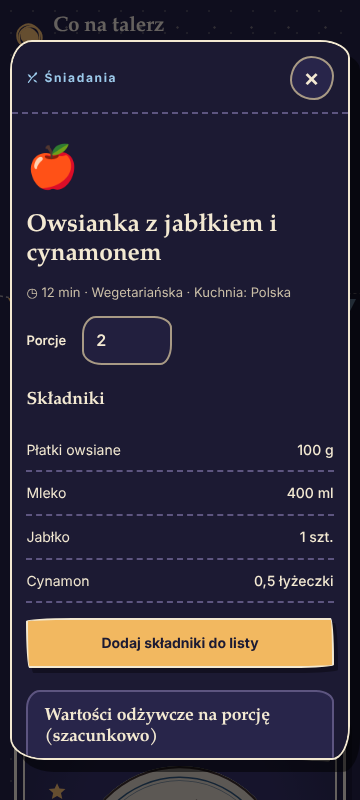 Co na talerz
Śniadania
Owsianka z jabłkiem i
cynamonem
12 min · Wegetariańska · Kuchnia: Polska
Porcje 2
Składniki
Płatki owsiane 100 g
Mleko 400 ml
Jabłko 1 szt.
Cynamon 0,5 łyżeczki
Dodaj składniki do listy
Wartości odżywcze na porcję
(szacunkowo)